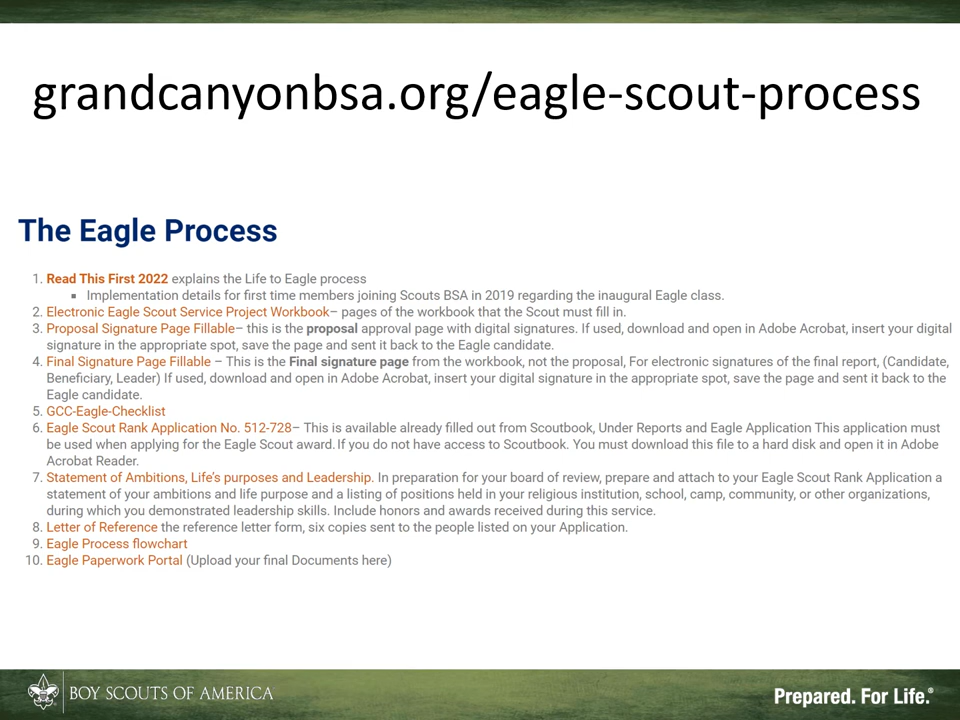 grandcanyonbsa.org/eagle-scout-process
The Eagle Process
1. Read This First 2022 explains the Life to Eagle process
▪ Implementation details for first time members joining Scouts BSA in 2019 regarding the inaugural Eagle class.
2. Electronic Eagle Scout Service Project Workbook– pages of the workbook that the Scout must fill in.
3. Proposal Signature Page Fillable– this is the proposal approval page with digital signatures. If used, download and open in Adobe Acrobat, insert your digital
signature in the appropriate spot, save the page and sent it back to the Eagle candidate.
4. Final Signature Page Fillable – This is the Final signature page from the workbook, not the proposal, For electronic signatures of the final report, (Candidate,
Beneficiary, Leader) If used, download and open in Adobe Acrobat, insert your digital signature in the appropriate spot, save the page and sent it back to the
Eagle candidate.
5. GCC-Eagle-Checklist
6. Eagle Scout Rank Application No. 512-728– This is available already filled out from Scoutbook, Under Reports and Eagle Application This application must
be used when applying for the Eagle Scout award. If you do not have access to Scoutbook. You must download this file to a hard disk and open it in Adobe
Acrobat Reader.
7. Statement of Ambitions, Life's purposes and Leadership. In preparation for your board of review, prepare and attach to your Eagle Scout Rank Application a
statement of your ambitions and life purpose and a listing of positions held in your religious institution, school, camp, community, or other organizations,
during which you demonstrated leadership skills. Include honors and awards received during this service.
8. Letter of Reference the reference letter form, six copies sent to the people listed on your Application.
9. Eagle Process flowchart
10. Eagle Paperwork Portal (Upload your final Documents here)
BOY SCOUTS OF AMERICA
Prepared. For Life.®